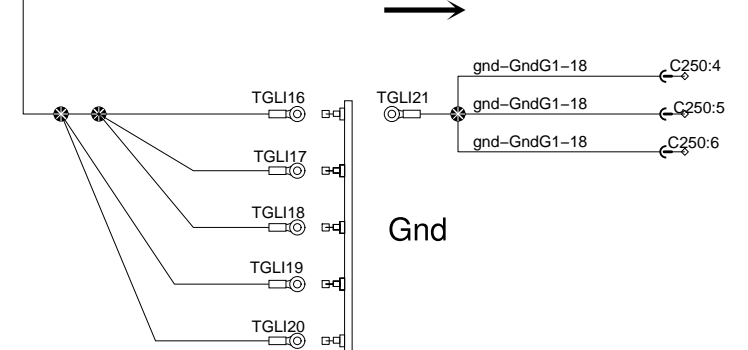 gnd–GndG1–18 C250:4
TGLI16 TGLI21 gnd–GndG1–18 C250:5
gnd–GndG1–18 C250:6
TGLI17
TGLI18
Gnd
TGLI19
TGLI20